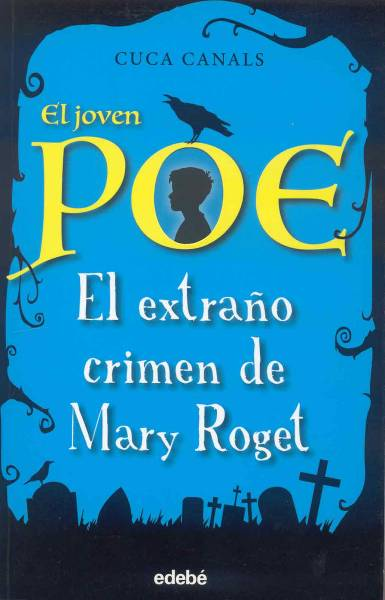 CUCA CANALS
El joven
POE
El extraño
crimen de
Mary Roget
edebé